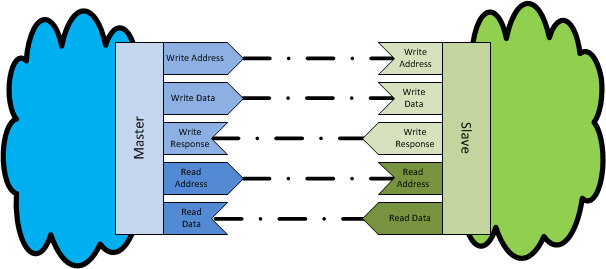 Master
Write Address
Write Data
Write
Response
Read
Address
Read
Data
Write
Address
Write
Data
Write
Response
Read
Address
Read Data
Slave